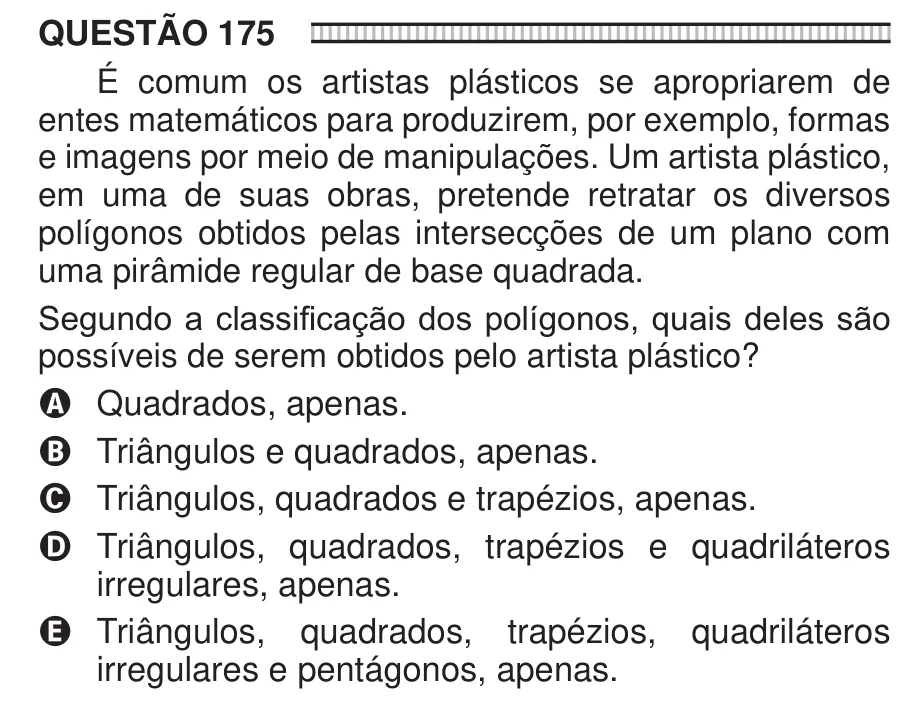 QUESTÃO 175
É comum os artistas plásticos se apropriarem de
entes matemáticos para produzirem, por exemplo, formas
e imagens por meio de manipulações. Um artista plástico,
em uma de suas obras, pretende retratar os diversos
polígonos obtidos pelas intersecções de um plano com
uma pirâmide regular de base quadrada.
Segundo a classificação dos polígonos, quais deles são
possíveis de serem obtidos pelo artista plástico?
A Quadrados, apenas.
B Triângulos e quadrados, apenas.
C Triângulos, quadrados e trapézios, apenas.
D Triângulos, quadrados, trapézios e quadriláteros
irregulares, apenas.
E Triângulos, quadrados, trapézios, quadriláteros
irregulares e pentágonos, apenas.